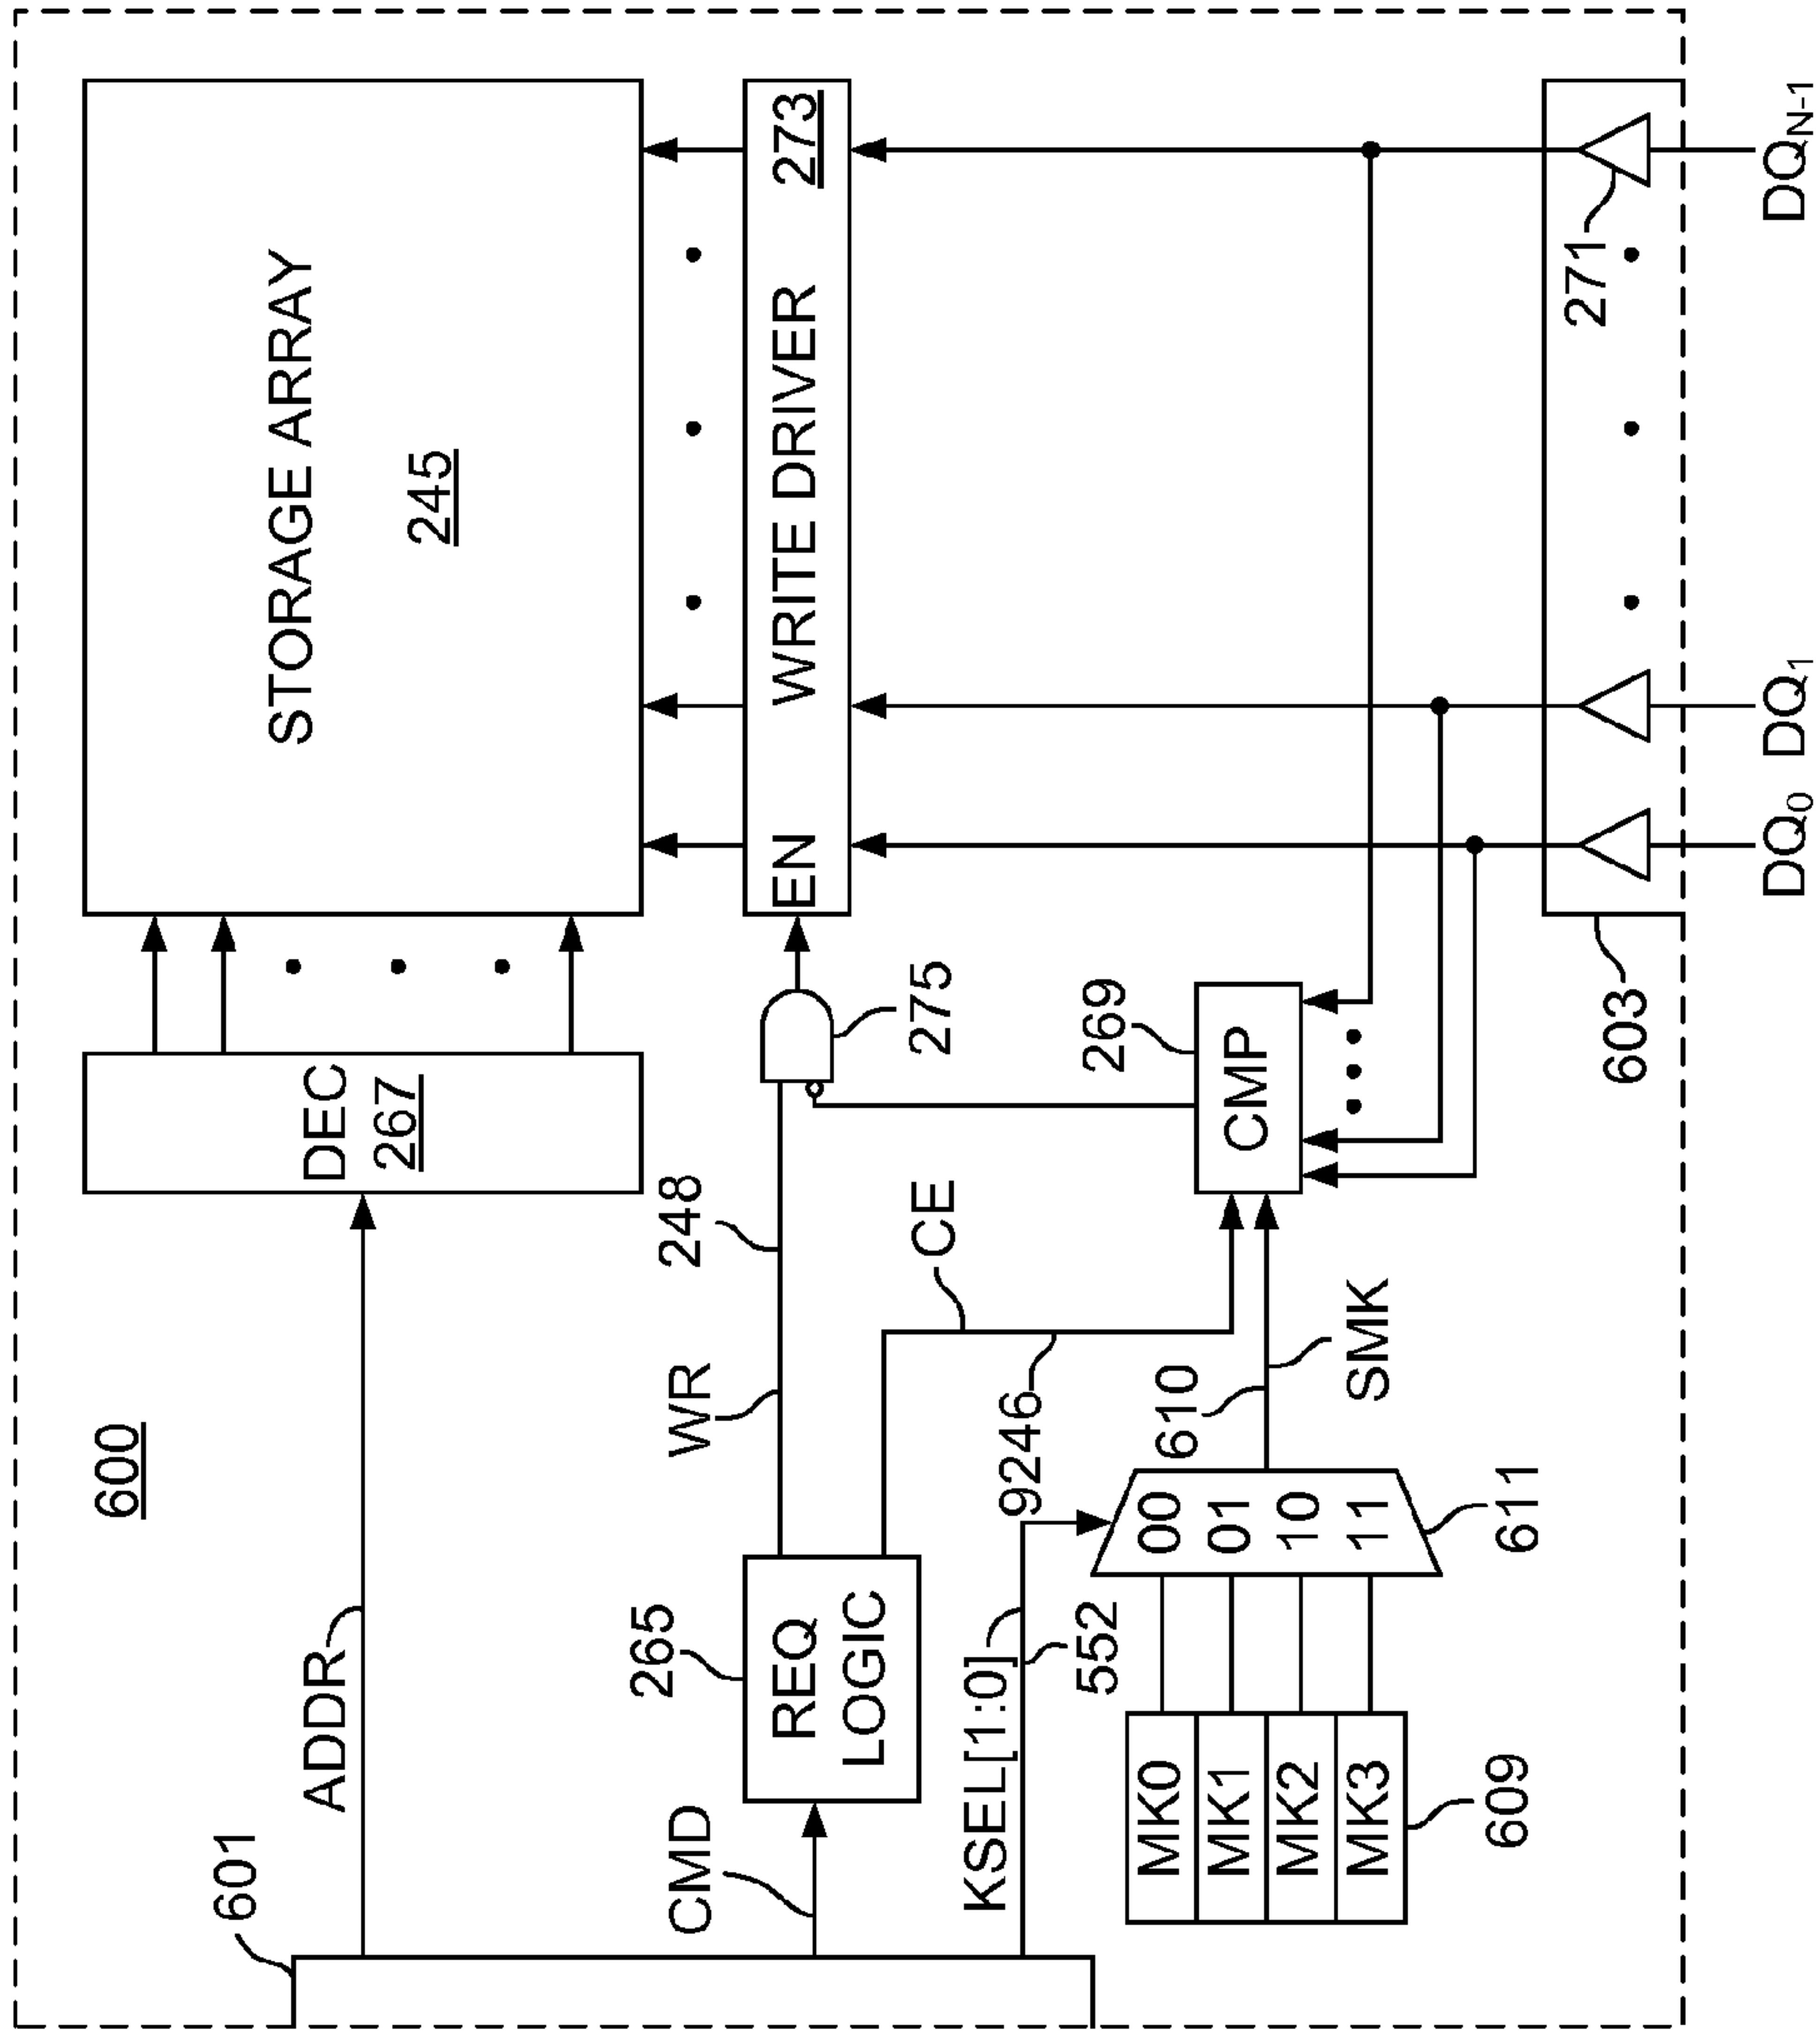 600
601
ADDR
DEC
267
STORAGE ARRAY
245
CMD
265
REQ
LOGIC
WR
248
275
EN
WRITE DRIVER
273
KSEL[1:0]
552
9246
CE
MK0
MK1
MK2
MK3
609
00
01
10
11
611
610
SMK
269
CMP
603
271
DQ0
DQ1
DQN-1